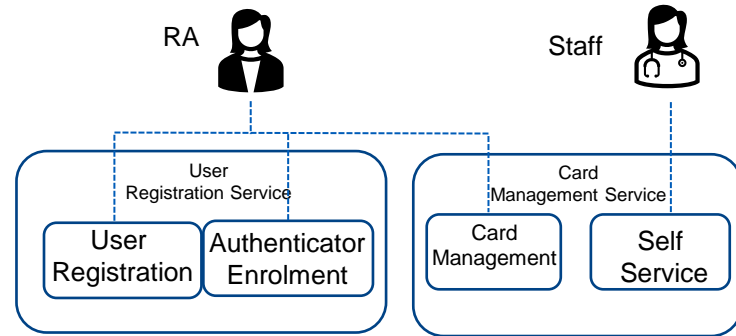 RA
Staff
User
Registration Service
Card
Management Service
User
Registration
Authenticator
Enrolment
Card
Management
Self
Service